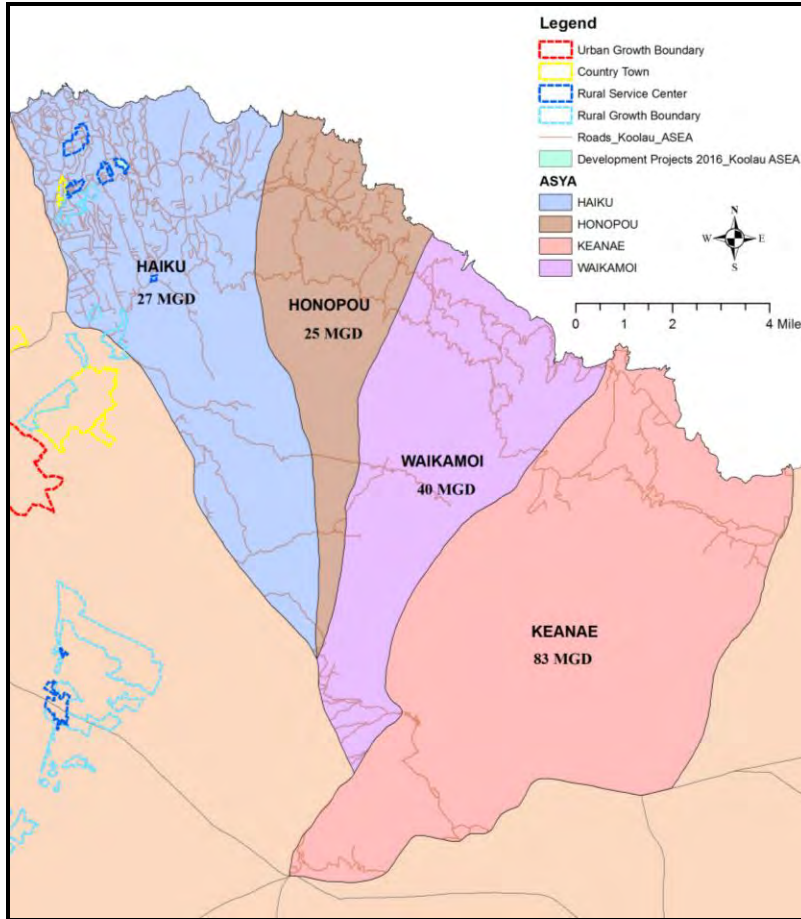 Legend
Urban Growth Boundary
Country Town
Rural Service Center
Rural Growth Boundary
Roads_Koolau_ASEA
Development Projects 2016_Koolau ASEA
ASYA
HAIKU
HONOPOU
KEANAE
WAIKAMOI
N
W E
S
0 1 2 4 Mile
HAIKU
27 MGD
HONOPOU
25 MGD
WAIKAMOI
40 MGD
KEANAE
83 MGD